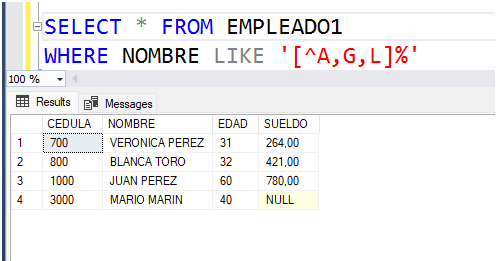 SELECT * FROM EMPLEADO1
WHERE NOMBRE LIKE '[^A,G,L]%'
100 %
Results Messages
CEDULA NOMBRE EDAD SUELDO
1 700 VERONICA PEREZ 31 264,00
2 800 BLANCA TORO 32 421,00
3 1000 JUAN PEREZ 60 780,00
4 3000 MARIO MARIN 40 NULL